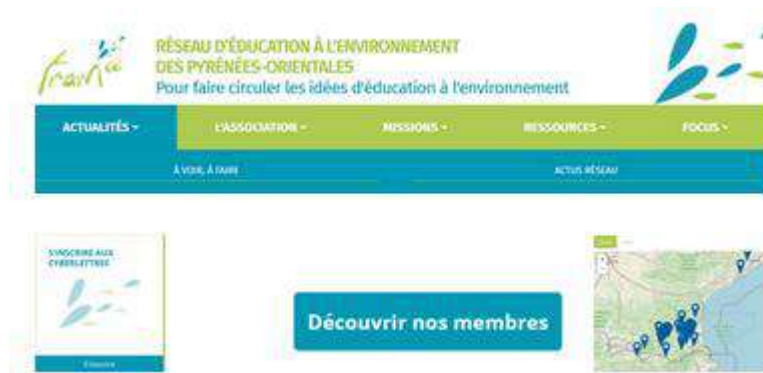 RÉSEAU D'ÉDUCATION À L'ENVIRONNEMENT
DES PYRÉNÉES-ORIENTALES
Pour faire circuler les idées d'éducation à l'environnement
ACTUALITÉS
L'ASSOCIATION
MISSIONS
RESSOURCES
FOCUS
À VOIR, À FAIRE
ACTUS RÉSEAU
S'INSCRIRE AUX
CYBERLETTRES
Découvrir nos membres